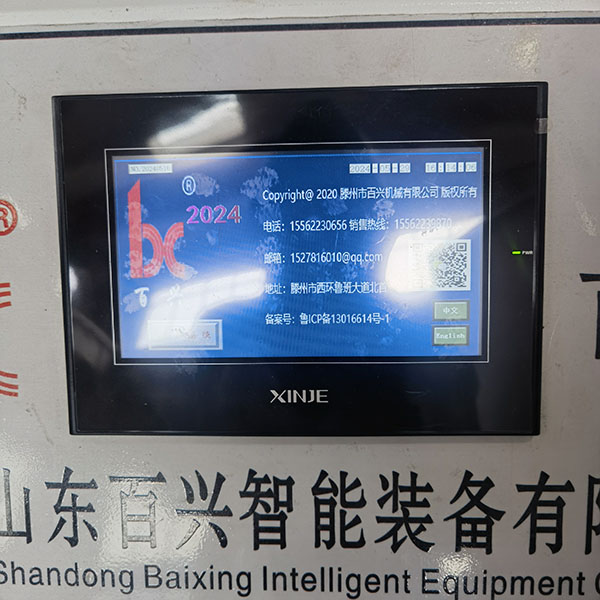 Copyright@ 2020 滕州市百兴机械有限公司 版权所有
bc
®
2024
电话：15562230656 销售热线：
邮箱：1527816010@qq.com
百兴
地址：滕州市西环鲁班大道北首
备案号：鲁ICP备13016614号-1
中文
English
PWR
XINJE
®
山东百兴智能装备有
Shandong Baixing Intelligent Equipment